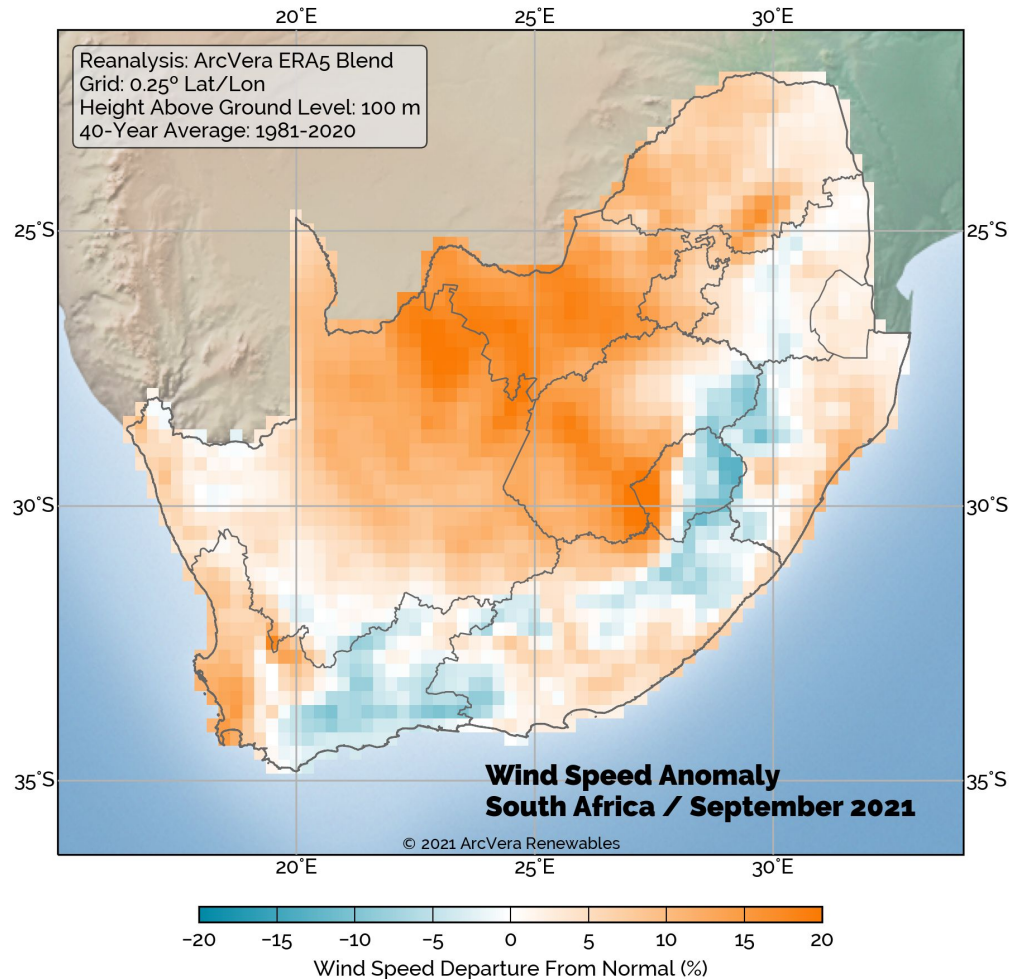 20°E 25°E 30°E
Reanalysis: ArcVera ERA5 Blend
Grid: 0.25º Lat/Lon
Height Above Ground Level: 100 m
40-Year Average: 1981-2020
25°S 25°S
30°S 30°S
35°S 35°S
Wind Speed Anomaly
South Africa / September 2021
© 2021 ArcVera Renewables
20°E 25°E 30°E
−20 −15 −10 −5 0 5 10 15 20
Wind Speed Departure From Normal (%)